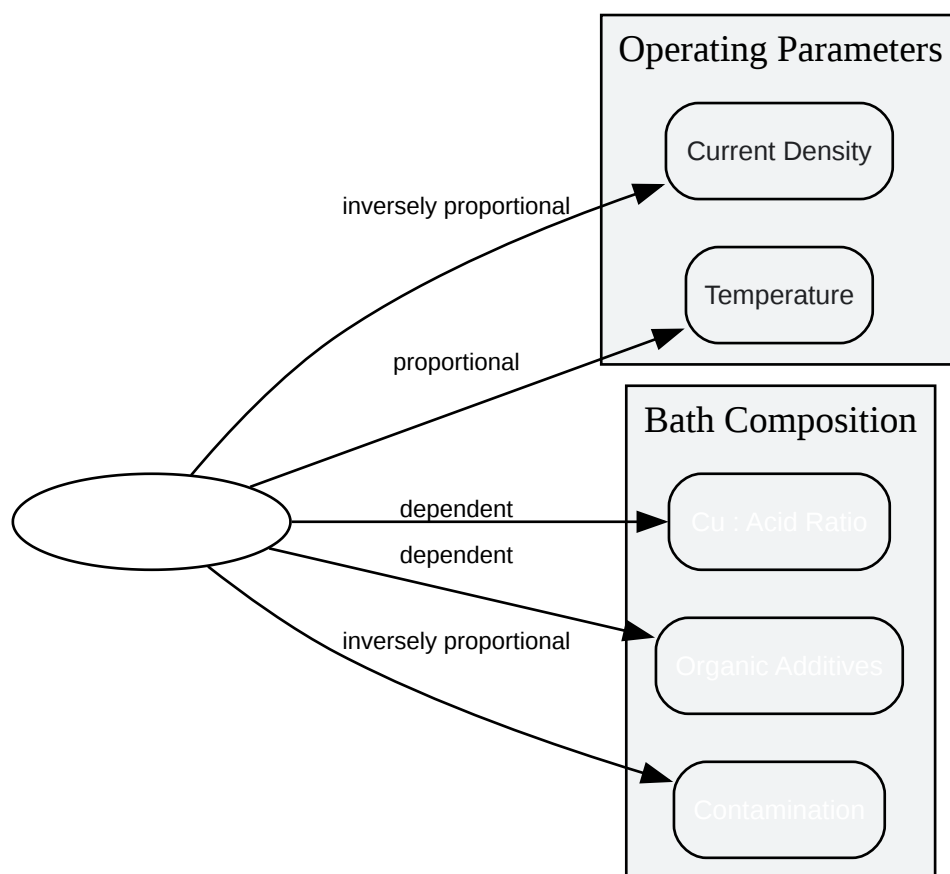 Operating Parameters
Current Density
inversely proportional
Temperature
proportional
Bath Composition
dependent
Cu : Acid Ratio
dependent
inversely proportional
Organic Additives
Contamination